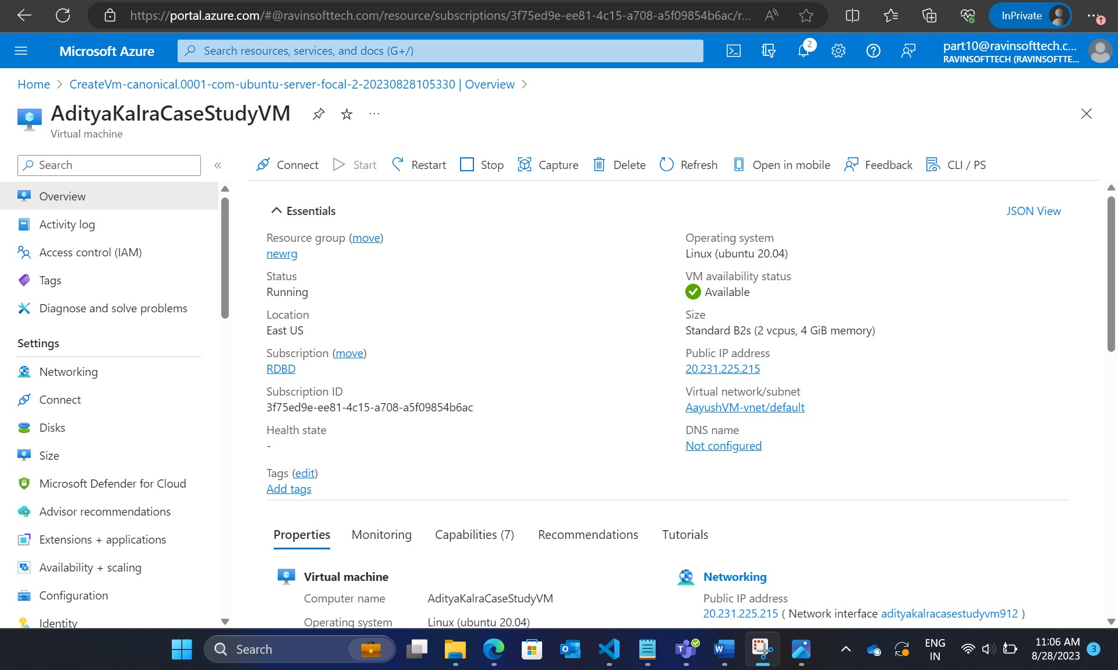 https://portal.azure.com/#@ravinsofttech.com/resource/subscriptions/3f75ed9e-ee81-4c15-a708-a5f09854b6ac/r...
InPrivate
Microsoft Azure
Search resources, services, and docs (G+/)
2
part10@ravinsofttech.c...
RAVINSOFTTECH (RAVINSOFTTE...
Home > CreateVm-canonical.0001-com-ubuntu-server-focal-2-20230828105330 | Overview >
AdityaKalraCaseStudyVM
Virtual machine
Search
Connect Start Restart Stop Capture Delete Refresh Open in mobile Feedback CLI / PS
Overview
Activity log
Access control (IAM)
Tags
Diagnose and solve problems
Settings
Networking
Connect
Disks
Size
Microsoft Defender for Cloud
Advisor recommendations
Extensions + applications
Availability + scaling
Configuration
Identity
Essentials
JSON View
Resource group (move)
newrg
Status
Running
Location
East US
Subscription (move)
RDBD
Subscription ID
3f75ed9e-ee81-4c15-a708-a5f09854b6ac
Health state
-
Tags (edit)
Add tags
Operating system
Linux (ubuntu 20.04)
VM availability status
Available
Size
Standard B2s (2 vcpus, 4 GiB memory)
Public IP address
20.231.225.215
Virtual network/subnet
AayushVM-vnet/default
DNS name
Not configured
Properties Monitoring Capabilities (7) Recommendations Tutorials
Virtual machine
Computer name AdityaKalraCaseStudyVM
Operating system Linux (ubuntu 20.04)
Networking
Public IP address
20.231.225.215 ( Network interface adityakalracasestudyvm912 )
Search
ENG
IN
11:06 AM
8/28/2023
3